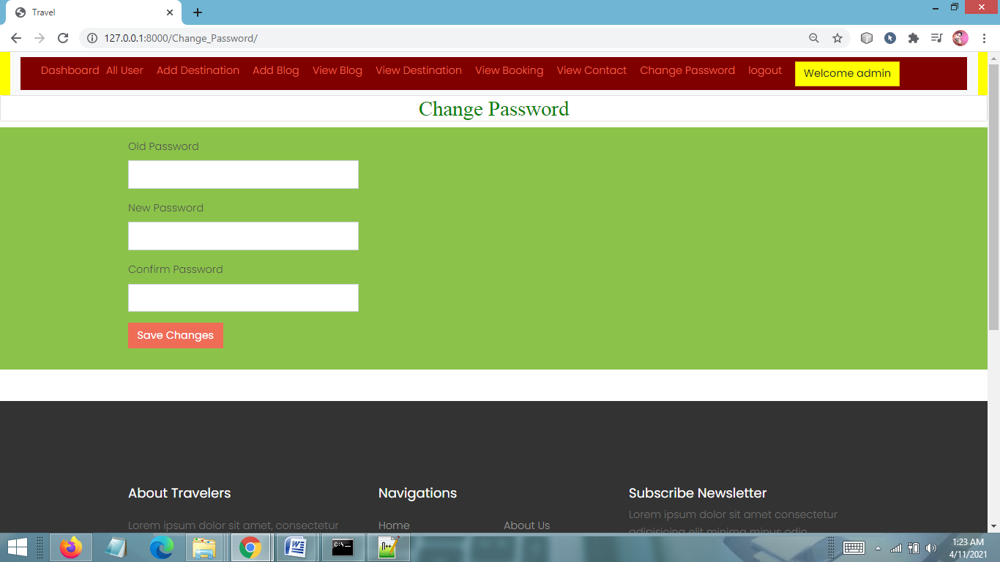 Travel
127.0.0.1:8000/Change_Password/
Dashboard All User Add Destination Add Blog View Blog View Destination View Booking View Contact Change Password logout Welcome admin
Change Password
Old Password
New Password
Confirm Password
Save Changes
About Travelers
Navigations
Subscribe Newsletter
Lorem ipsum dolor sit amet, consectetur
Home
About Us
Lorem ipsum dolor sit amet consectetur
adipisicing elit minima minus odio
1:23 AM
4/11/2021